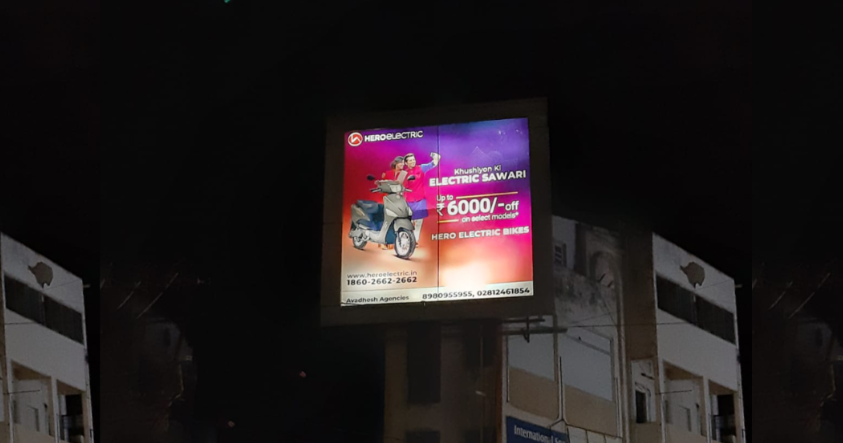 HEROELECTRIC
Khushiyon Ki
ELECTRIC SAWARI
Up to
₹ 6000/- off
on select models*
HERO ELECTRIC BIKES
www.heroelectric.in
1860-2662-2662
Avadhesh Agencies 8980955955, 02812461854
International